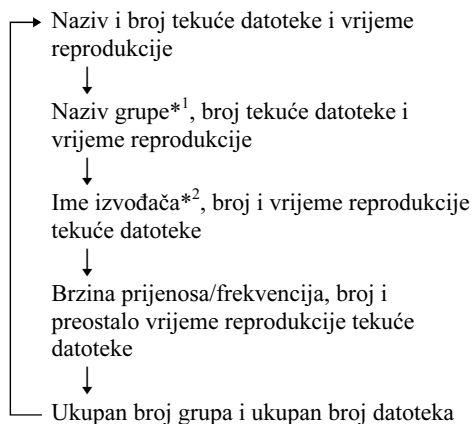 Naziv i broj tekuće datoteke i vrijeme
reprodukcije
Naziv grupe*1, broj tekuće datoteke i
vrijeme reprodukcije
Ime izvođača*2, broj i vrijeme reprodukcije
tekuće datoteke
Brzina prijenosa/frekvencija, broj i
preostalo vrijeme reprodukcije tekuće
datoteke
Ukupan broj grupa i ukupan broj datoteka